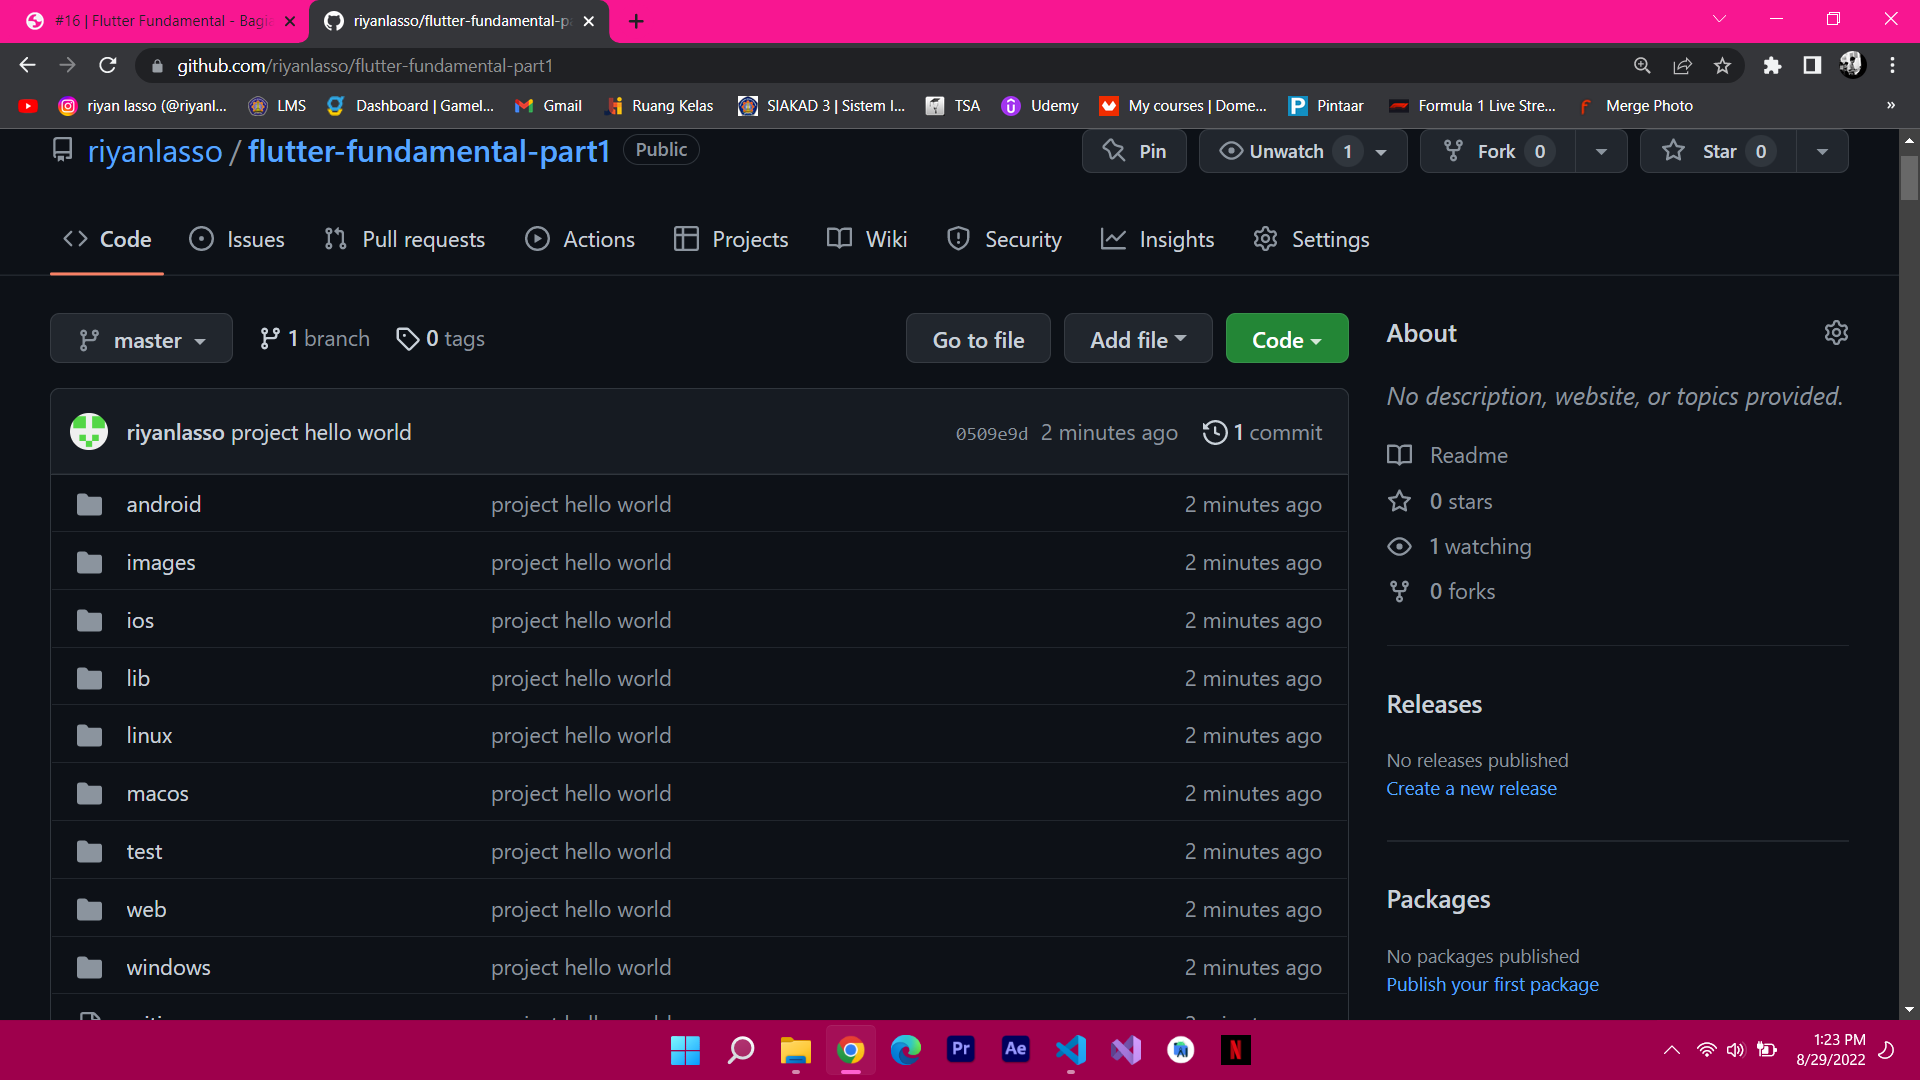 #16 | Flutter Fundamental - Bagia
riyanlasso/flutter-fundamental-pa
github.com/riyanlasso/flutter-fundamental-part1
riyan lasso (@riyanl... LMS Dashboard | Gamel... Gmail Ruang Kelas SIAKAD 3 | Sistem I... TSA Udemy My courses | Dome... Pintaar Formula 1 Live Stre... Merge Photo »
riyanlasso / flutter-fundamental-part1 Public Pin Unwatch 1 Fork 0 Star 0
Code Issues Pull requests Actions Projects Wiki Security Insights Settings
master 1 branch 0 tags Go to file Add file Code
riyanlasso project hello world 0509e9d 2 minutes ago 1 commit
android project hello world 2 minutes ago
images project hello world 2 minutes ago
ios project hello world 2 minutes ago
lib project hello world 2 minutes ago
linux project hello world 2 minutes ago
macos project hello world 2 minutes ago
test project hello world 2 minutes ago
web project hello world 2 minutes ago
windows project hello world 2 minutes ago
About
No description, website, or topics provided.
Readme
0 stars
1 watching
0 forks
Releases
No releases published
Create a new release
Packages
No packages published
Publish your first package
Pr Ae N
1:23 PM
8/29/2022